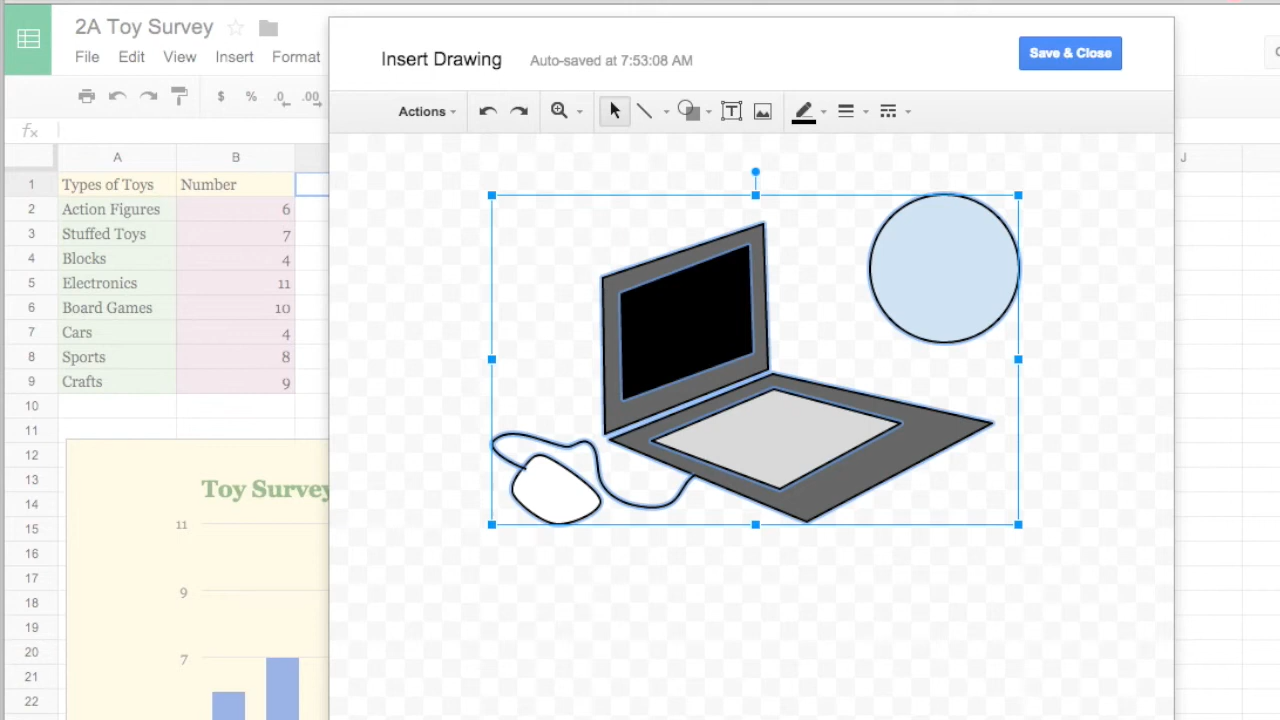 2A Toy Survey
File Edit View Insert Format
$ % .0 .00
fx
Insert Drawing Auto-saved at 7:53:08 AM Save & Close
Actions
A B J
1 Types of Toys Number
2 Action Figures 6
3 Stuffed Toys 7
4 Blocks 4
5 Electronics 11
6 Board Games 10
7 Cars 4
8 Sports 8
9 Crafts 9
10
11
12
13
14
15
16
17
18
19
20
21
22
Toy Survey
11
9
7